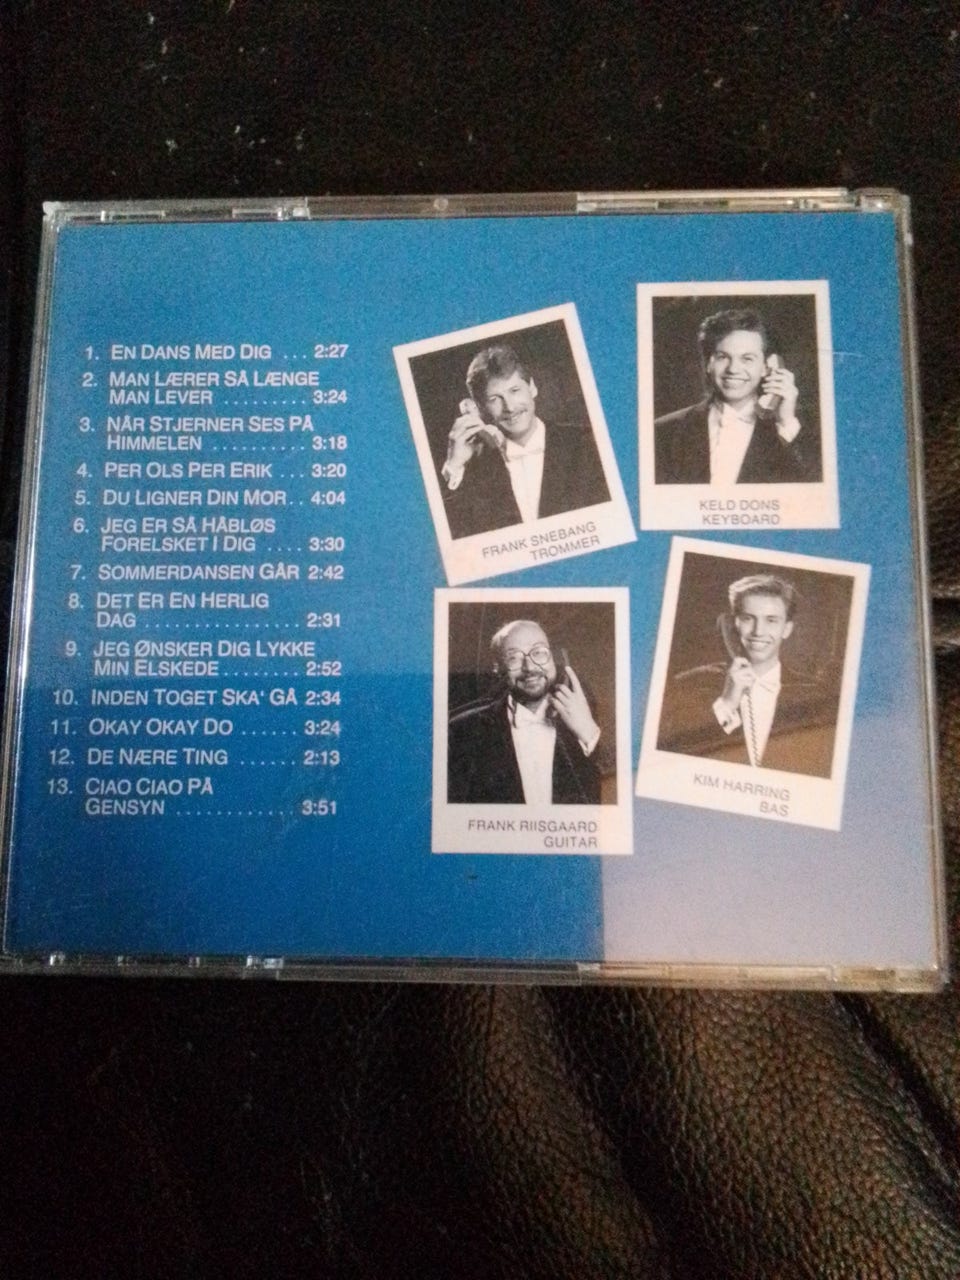 1. EN DANS MED DIG ... 2:27
2. MAN LÆRER SÅ LÆNGE
MAN LEVER ......... 3:24
3. NÅR STJERNER SES PÅ
HIMMELEN .......... 3:18
4. PER OLS PER ERIK ... 3:20
5. DU LIGNER DIN MOR.. 4:04
6. JEG ER SÅ HÅBLØS
FORELSKET I DIG .... 3:30
7. SOMMERDANSEN GÅR 2:42
8. DET ER EN HERLIG
DAG ................ 2:31
9. JEG ØNSKER DIG LYKKE
MIN ELSKEDE ........ 2:52
10. INDEN TOGET SKA' GÅ 2:34
11. OKAY OKAY DO ...... 3:24
12. DE NÆRE TING ...... 2:13
13. CIAO CIAO PÅ
GENSYN ............ 3:51
FRANK SNEBANG
TROMMER
KELD DONS
KEYBOARD
FRANK RIISGAARD
GUITAR
KIM HARRING
BAS